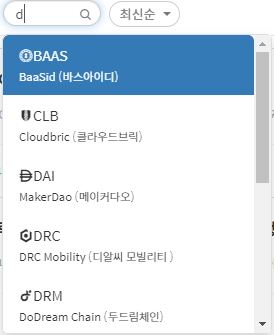 d
최신순
BAAS
BaaSid (바스아이디)
CLB
Cloudbric (클라우드브릭)
DAI
MakerDao (메이커다오)
DRC
DRC Mobility (디알씨 모빌리티 )
DRM
DoDream Chain (두드림체인)